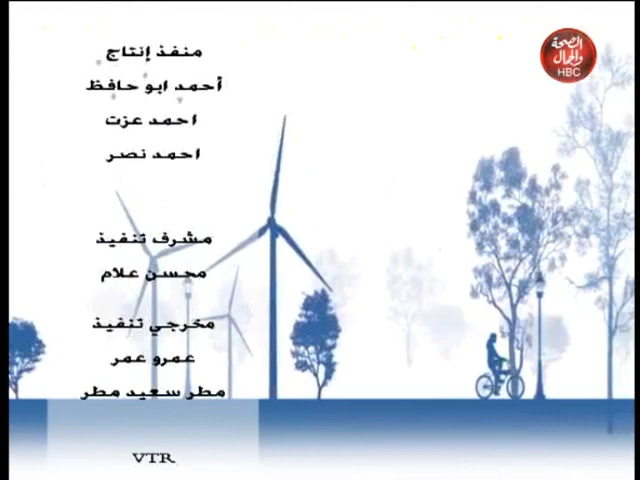 الصحة
والجمال
HBC
منفذ إنتاج
أحمد ابو حافظ
احمد عزت
احمد نصر
مشرف تنفيذ
محسن علام
مخرجي تنفيذ
عمرو عمر
مطر سعيد مطر
VTR